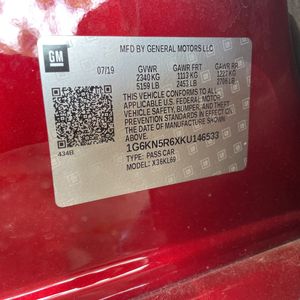 GM
MFD BY GENERAL MOTORS LLC
07/19 GVWR GAWR FRT GAWR RR
2340 KG 1113 KG 1227 KG
5159 LB 2453 LB 2706 LB
THIS VEHICLE CONFORMS TO ALL
APPLICABLE U.S. FEDERAL MOTOR
VEHICLE SAFETY, BUMPER, AND THEFT
PREVENTION STANDARDS IN EFFECT ON
THE DATE OF MANUFACTURE SHOWN ABOVE.
1G6KN5R6XKU146533
TYPE: PASS CAR
MODEL: X36KL69
434B